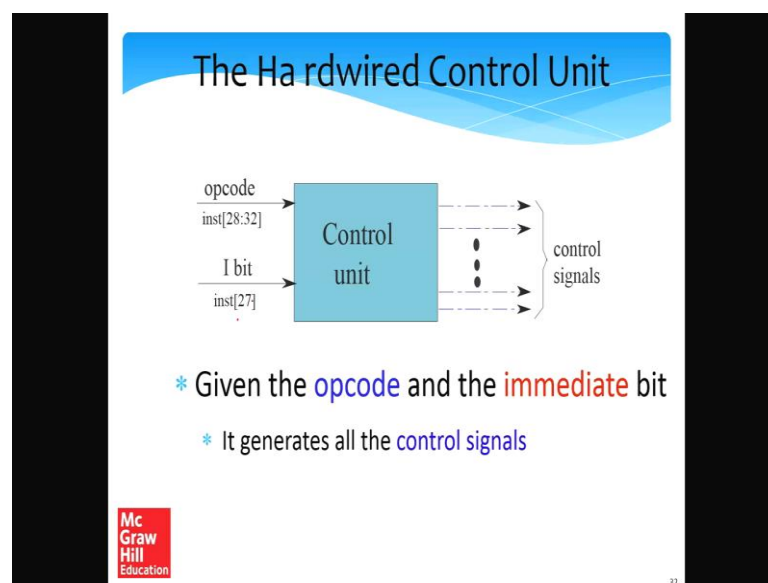 The Ha rdwired Control Unit
opcode
inst[28:32]
I bit
inst[27]
Control
unit
control
signals
* Given the opcode and the immediate bit
* It generates all the control signals
Mc
Graw
Hill
Education